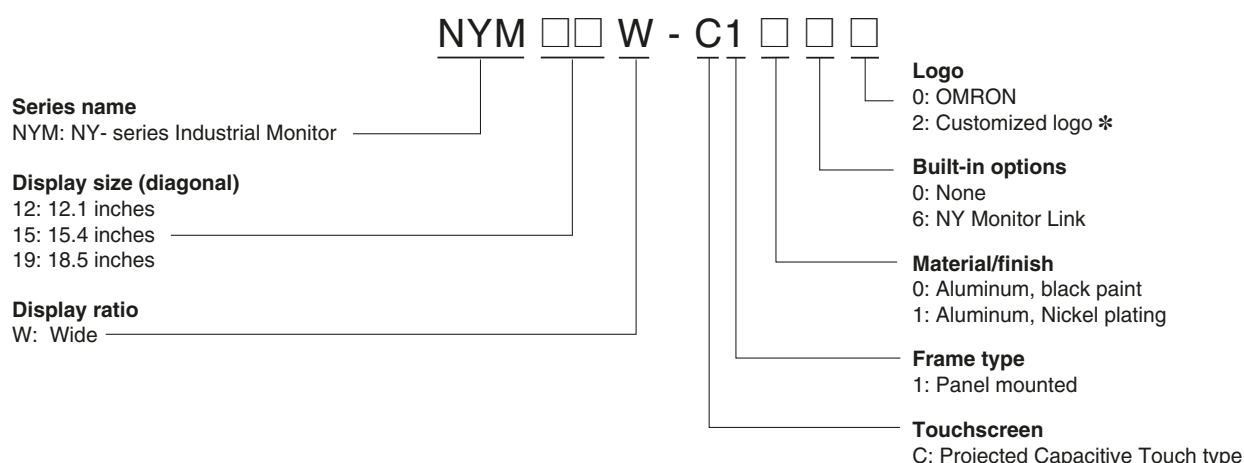 NYM □□ W - C1 □ □ □
Series name
NYM: NY- series Industrial Monitor
Display size (diagonal)
12: 12.1 inches
15: 15.4 inches
19: 18.5 inches
Display ratio
W: Wide
Logo
0: OMRON
2: Customized logo ✻
Built-in options
0: None
6: NY Monitor Link
Material/finish
0: Aluminum, black paint
1: Aluminum, Nickel plating
Frame type
1: Panel mounted
Touchscreen
C: Projected Capacitive Touch type